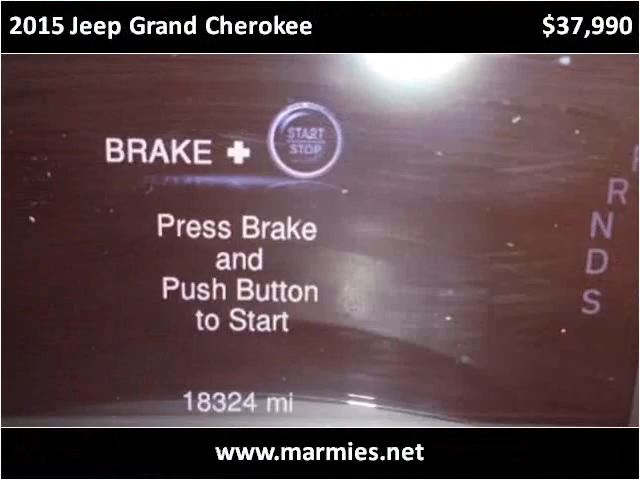 2015 Jeep Grand Cherokee $37,990
BRAKE + START STOP
Press Brake
and
Push Button
to Start
R
N
D
S
18324 mi
www.marmies.net